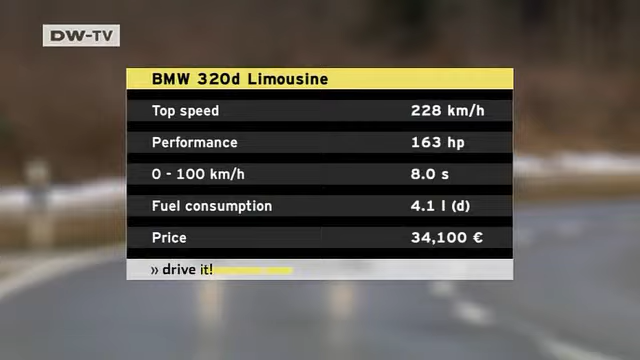 DW-TV
BMW 320d Limousine
Top speed 228 km/h
Performance 163 hp
0 - 100 km/h 8.0 s
Fuel consumption 4.1 l (d)
Price 34,100 €
» drive it!